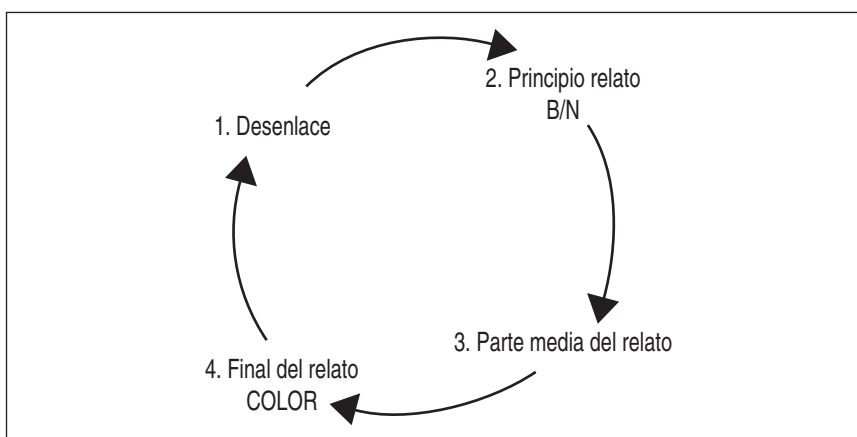 1. Desenlace
2. Principio relato
B/N
3. Parte media del relato
4. Final del relato
COLOR